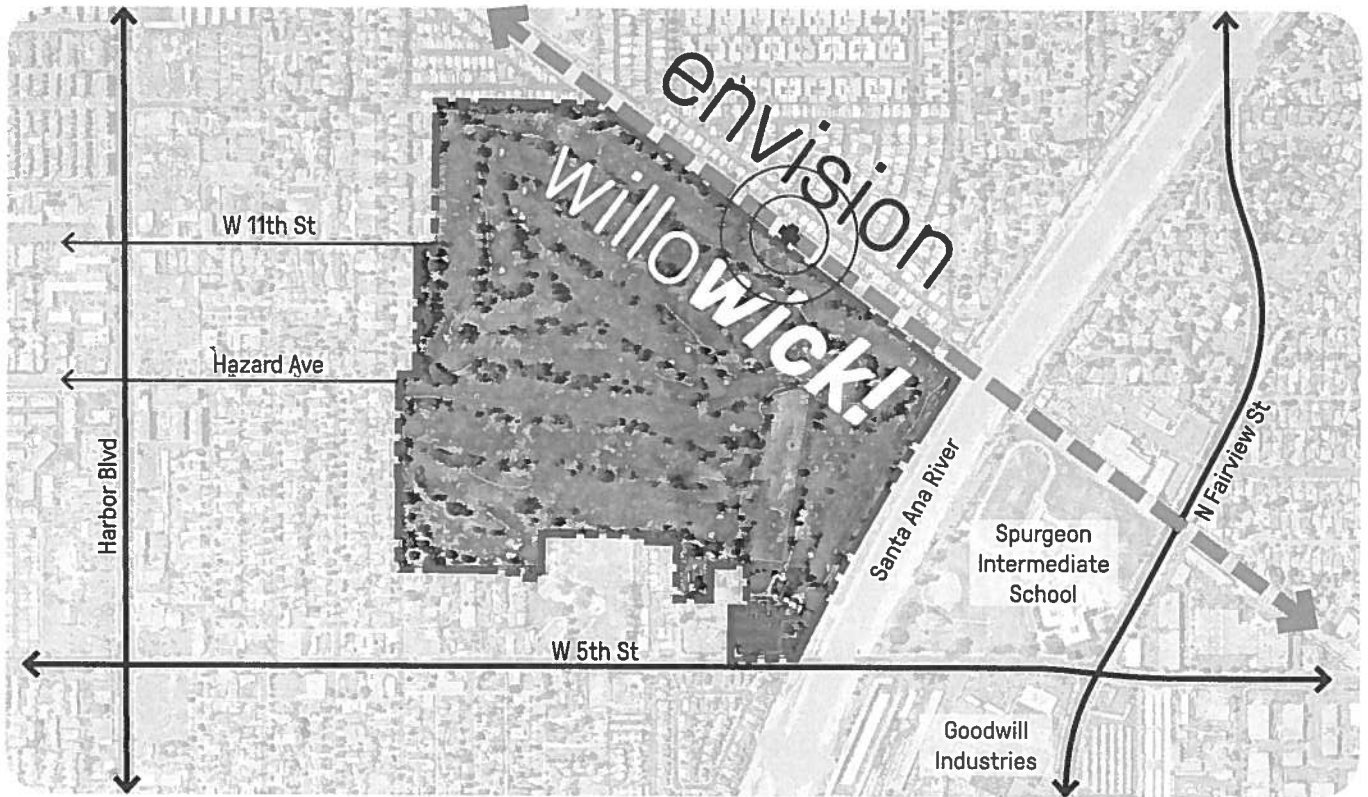 envision
willowick!
W 11th St
Hazard Ave
Harbor Blvd
Santa Ana River
N Fairview St
Spurgeon
Intermediate
School
W 5th St
Goodwill
Industries